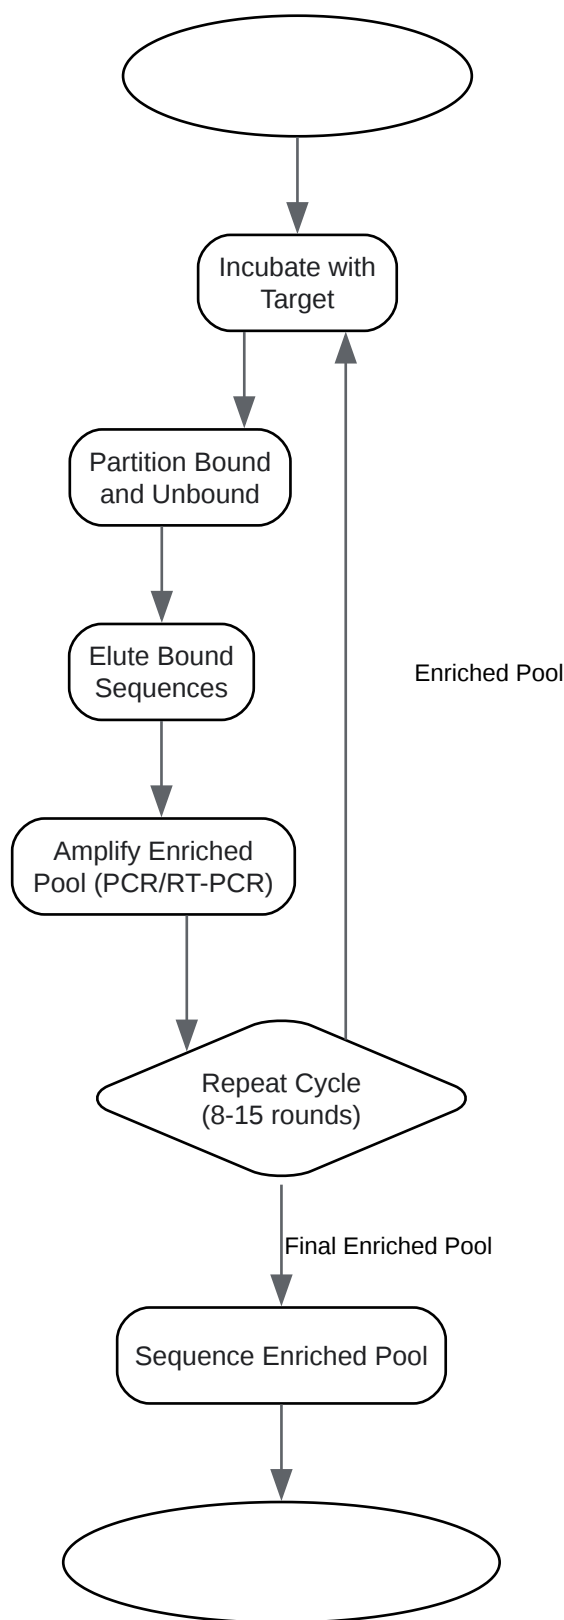 Incubate with
Target
Partition Bound
and Unbound
Elute Bound
Sequences
Enriched Pool
Amplify Enriched
Pool (PCR/RT-PCR)
Repeat Cycle
(8-15 rounds)
Final Enriched Pool
Sequence Enriched Pool